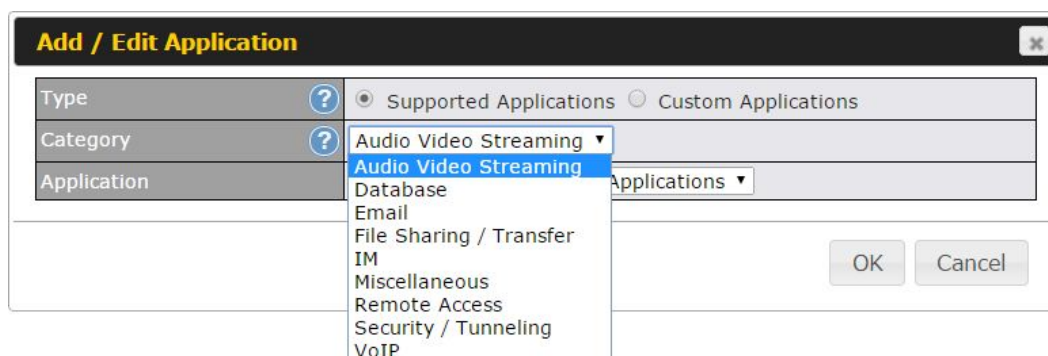 Add / Edit Application
Type ? Supported Applications Custom Applications
Category ? Audio Video Streaming
Audio Video Streaming
Application Applications
Database
Email
File Sharing / Transfer
IM
Miscellaneous
Remote Access
Security / Tunneling
VoIP
OK Cancel